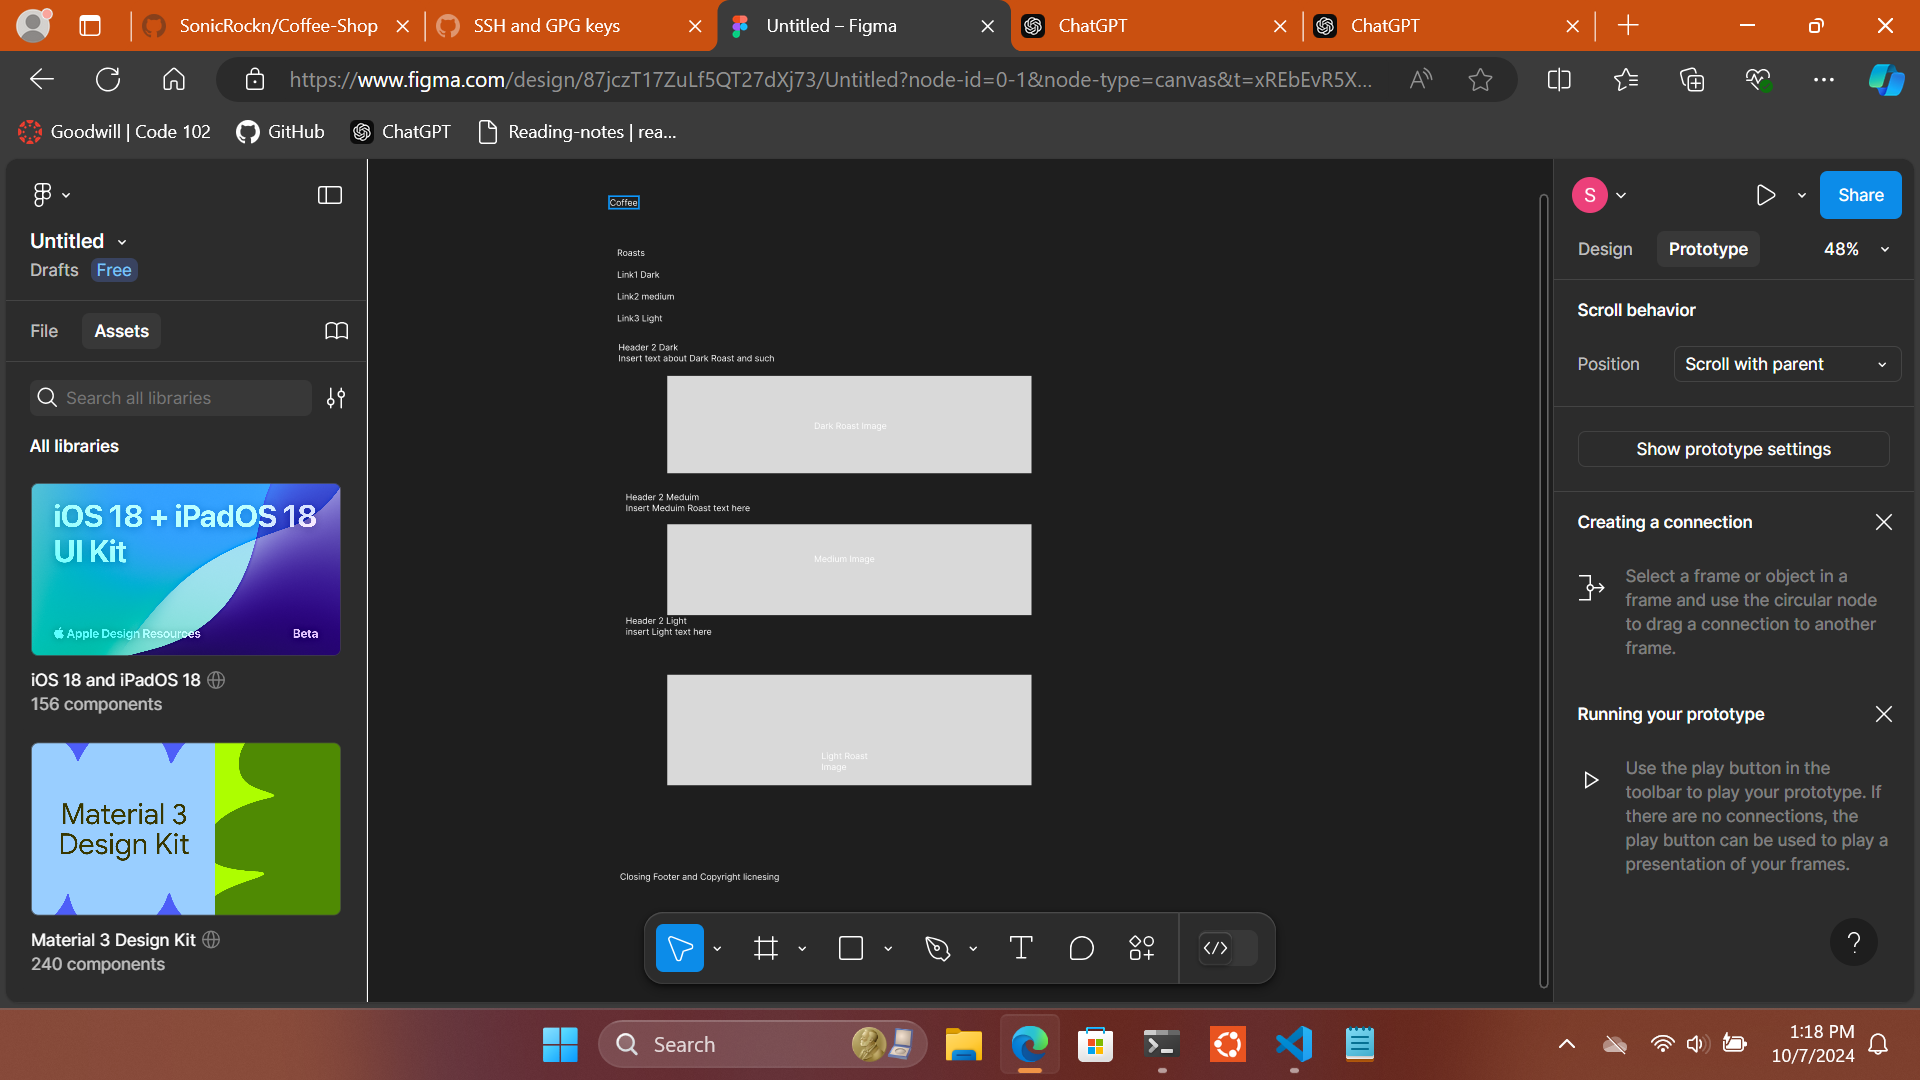 SonicRockn/Coffee-Shop
SSH and GPG keys
Untitled – Figma
ChatGPT
ChatGPT
https://www.figma.com/design/87jczT17ZuLf5QT27dXj73/Untitled?node-id=0-1&node-type=canvas&t=xREbEvR5X...
Goodwill | Code 102
GitHub
ChatGPT
Reading-notes | rea...
Untitled
Drafts
Free
File
Assets
Search all libraries
All libraries
iOS 18 + iPadOS 18
UI Kit
Apple Design Resources
Beta
iOS 18 and iPadOS 18
156 components
Material 3
Design Kit
Material 3 Design Kit
240 components
Coffee
Roasts
Link1 Dark
Link2 medium
Link3 Light
Header 2 Dark
Insert text about Dark Roast and such
Dark Roast Image
Header 2 Meduim
Insert Meduim Roast text here
Medium Image
Header 2 Light
insert Light text here
Light Roast
Image
Closing Footer and Copyright licnesing
S
Share
Design
Prototype
48%
Scroll behavior
Position
Scroll with parent
Show prototype settings
Creating a connection
Select a frame or object in a
frame and use the circular node
to drag a connection to another
frame.
Running your prototype
Use the play button in the
toolbar to play your prototype. If
there are no connections, the
play button can be used to play a
presentation of your frames.
?
Search
1:18 PM
10/7/2024